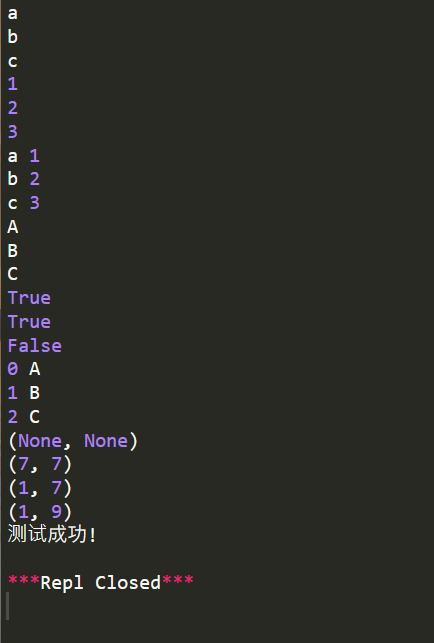 a
b
c
1
2
3
a 1
b 2
c 3
A
B
C
True
True
False
0 A
1 B
2 C
(None, None)
(7, 7)
(1, 7)
(1, 9)
测试成功!

***Repl Closed***